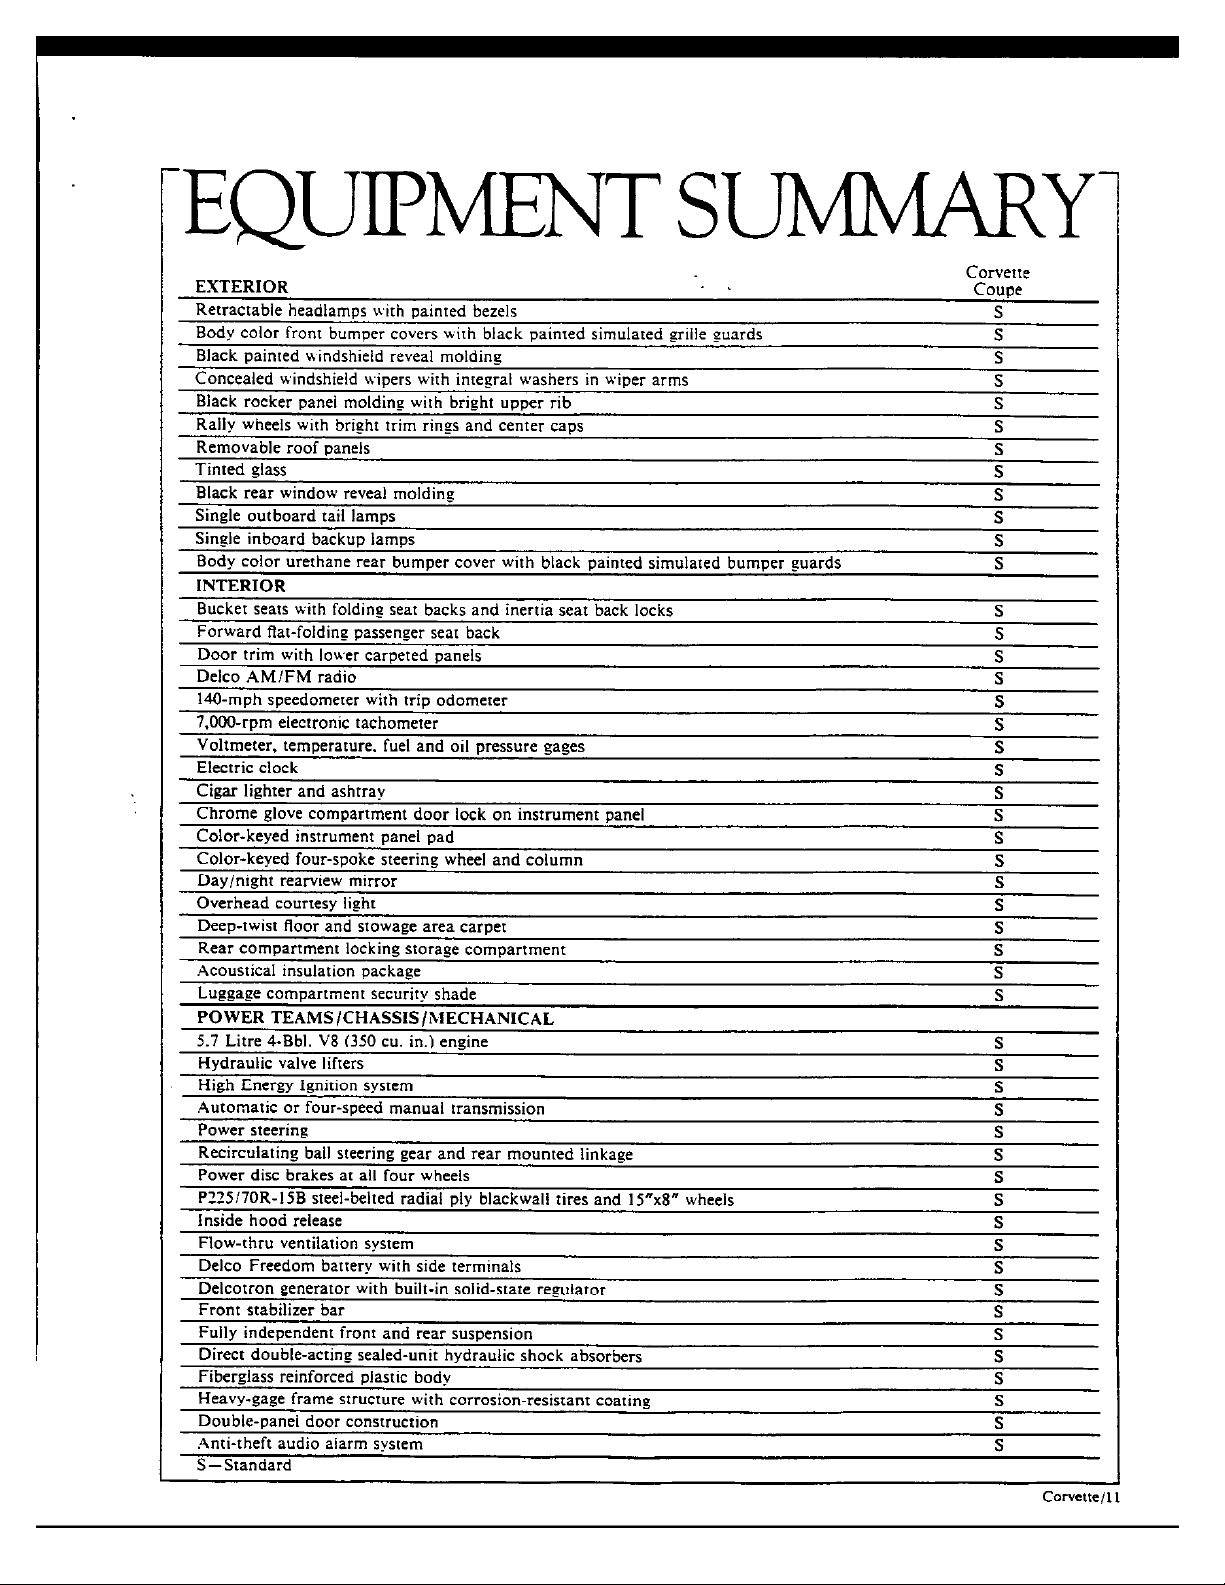 EQUIPMENT SUMMARY
Corvette
EXTERIOR Coupe
Retractable headlamps with painted bezels S
Body color front bumper covers with black painted simulated grille guards S
Black painted windshield reveal molding S
Concealed windshield wipers with integral washers in wiper arms S
Black rocker panel molding with bright upper rib S
Rally wheels with bright trim rings and center caps S
Removable roof panels S
Tinted glass S
Black rear window reveal molding S
Single outboard tail lamps S
Single inboard backup lamps S
Body color urethane rear bumper cover with black painted simulated bumper guards S
INTERIOR
Bucket seats with folding seat backs and inertia seat back locks S
Forward flat-folding passenger seat back S
Door trim with lower carpeted panels S
Delco AM/FM radio S
140-mph speedometer with trip odometer S
7,000-rpm electronic tachometer S
Voltmeter, temperature, fuel and oil pressure gages S
Electric clock S
Cigar lighter and ashtray S
Chrome glove compartment door lock on instrument panel S
Color-keyed instrument panel pad S
Color-keyed four-spoke steering wheel and column S
Day/night rearview mirror S
Overhead courtesy light S
Deep-twist floor and stowage area carpet S
Rear compartment locking storage compartment S
Acoustical insulation package S
Luggage compartment security shade S
POWER TEAMS/CHASSIS/MECHANICAL
5.7 Litre 4-Bbl. V8 (350 cu. in.) engine S
Hydraulic valve lifters S
High Energy Ignition system S
Automatic or four-speed manual transmission S
Power steering S
Recirculating ball steering gear and rear mounted linkage S
Power disc brakes at all four wheels S
P225/70R-15B steel-belted radial ply blackwall tires and 15"x8" wheels S
Inside hood release S
Flow-thru ventilation system S
Delco Freedom battery with side terminals S
Delcotron generator with built-in solid-state regulator S
Front stabilizer bar S
Fully independent front and rear suspension S
Direct double-acting sealed-unit hydraulic shock absorbers S
Fiberglass reinforced plastic body S
Heavy-gage frame structure with corrosion-resistant coating S
Double-panel door construction S
Anti-theft audio alarm system S
S—Standard
Corvette/11